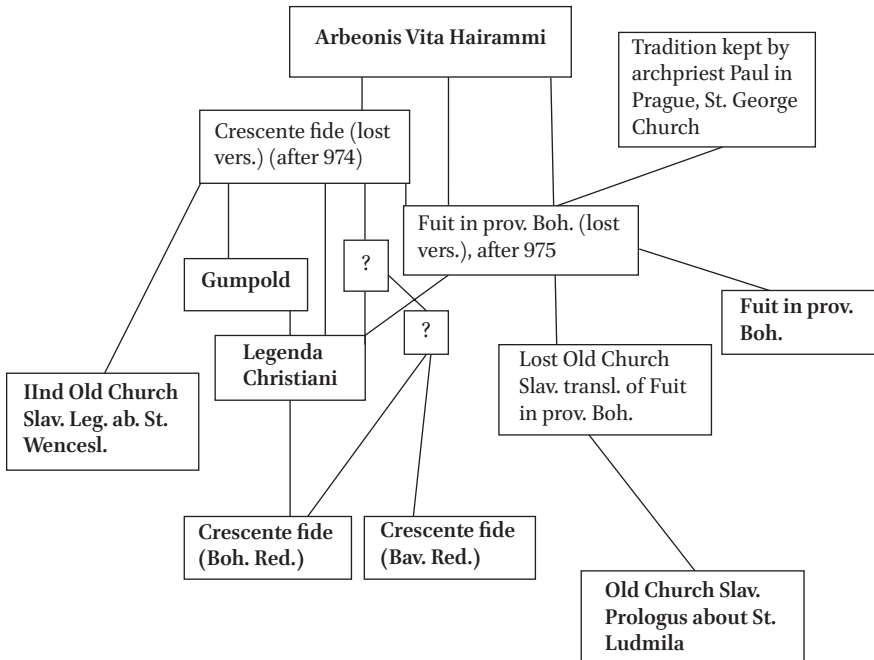 Arbeonis Vita Hairammi
Tradition kept by
archpriest Paul in
Prague, St. George
Church
Crescente fide (lost
vers.) (after 974)
Fuit in prov. Boh. (lost
vers.), after 975
?
Gumpold
Fuit in prov.
Boh.
?
Legenda
Christiani
Lost Old Church
Slav. transl. of Fuit
in prov. Boh.
IInd Old Church
Slav. Leg. ab. St.
Wencesl.
Crescente fide
(Boh. Red.)
Crescente fide
(Bav. Red.)
Old Church Slav.
Prologus about St.
Ludmila